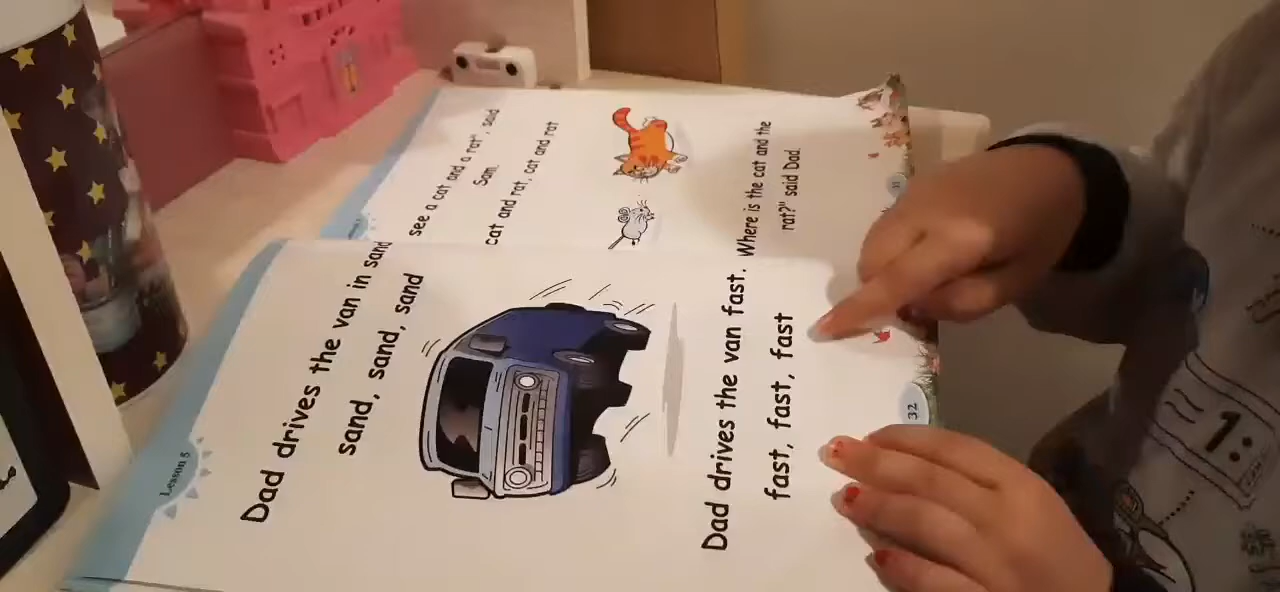 Lesson 5
Dad drives the van in sand
sand, sand, sand
Dad drives the van fast.
fast, fast, fast
32
see a cat and a rat", said
Sam.
cat and rat, cat and rat
Where is the cat and the
rat?" said Dad.
1: